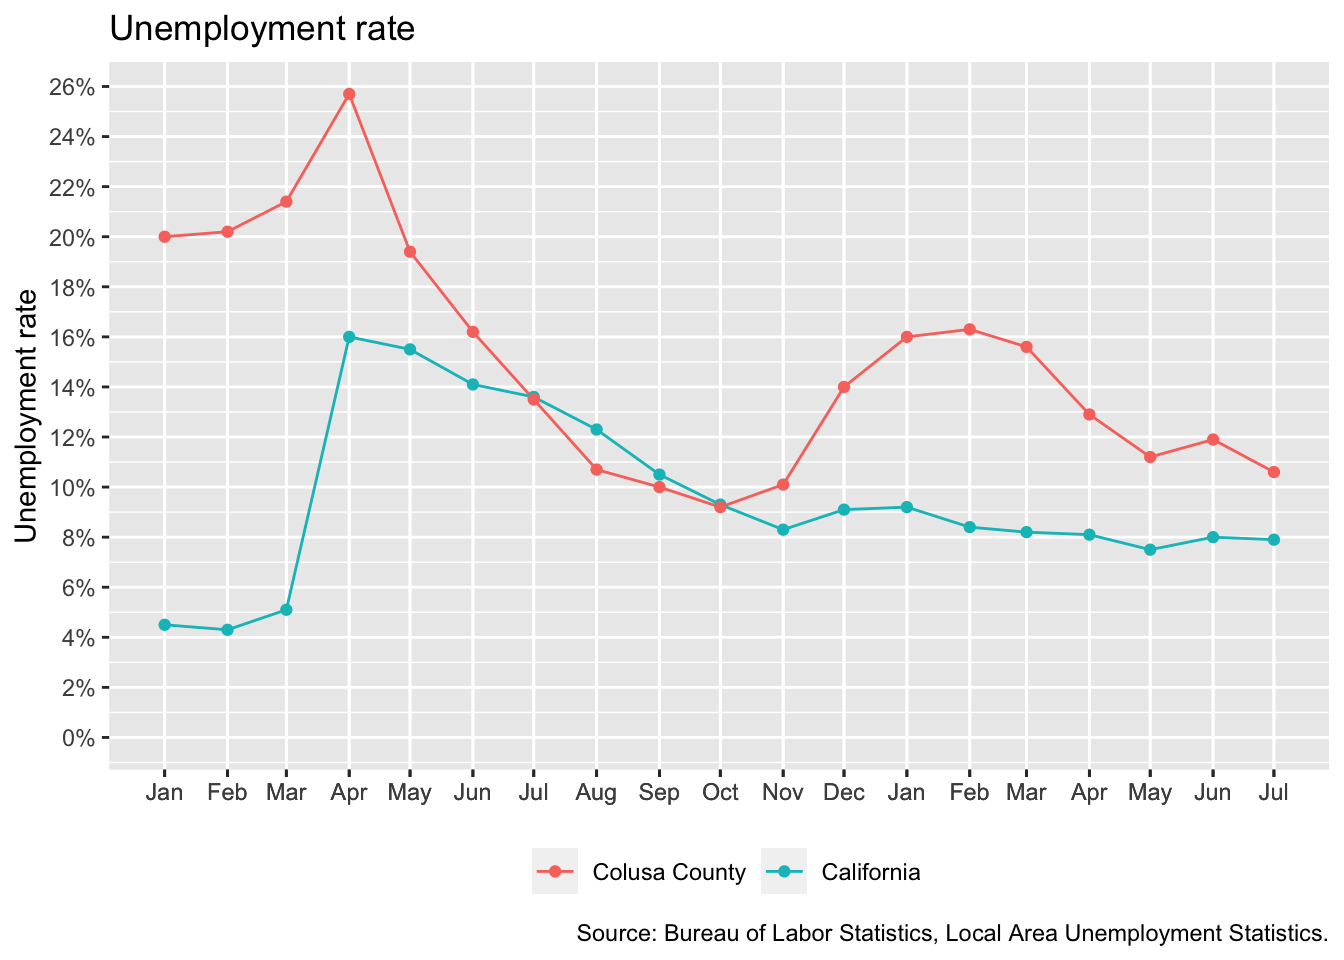 Unemployment rate
Unemployment rate
26%
24%
22%
20%
18%
16%
14%
12%
10%
8%
6%
4%
2%
0%
Jan Feb Mar Apr May Jun Jul Aug Sep Oct Nov Dec Jan Feb Mar Apr May Jun Jul
Colusa County California
Source: Bureau of Labor Statistics, Local Area Unemployment Statistics.